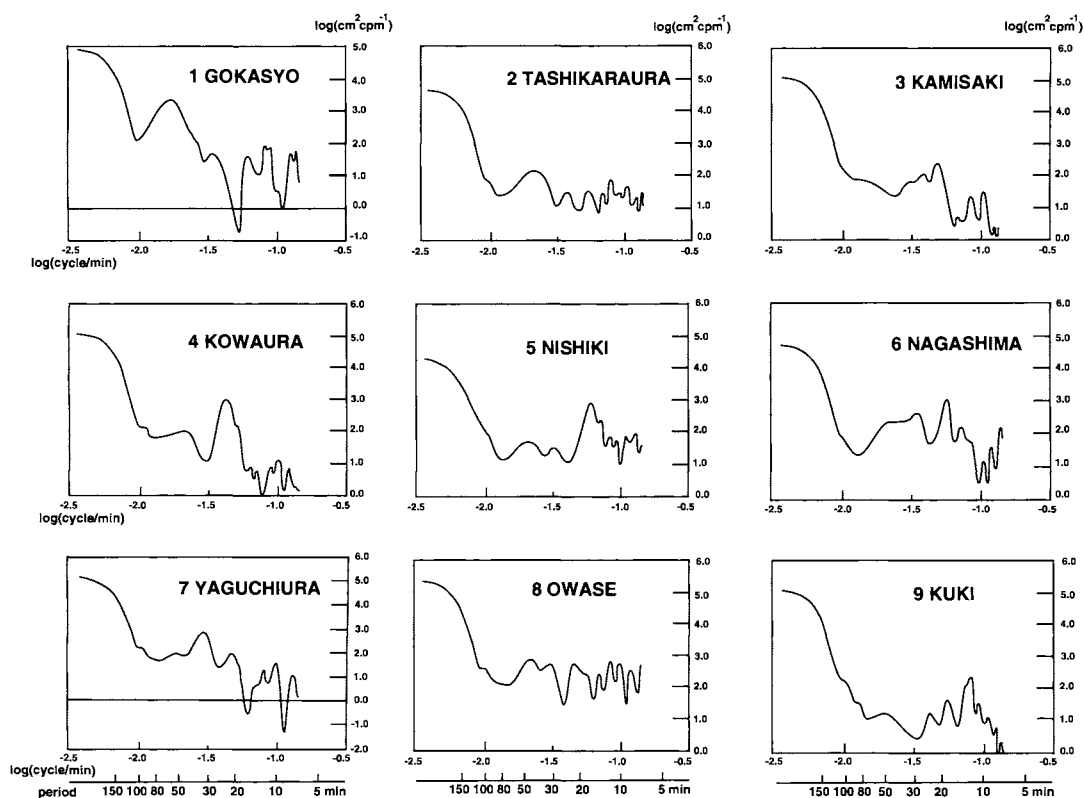 log(cm²cpm⁻¹) log(cm²cpm⁻¹) log(cm²cpm⁻¹)
1 GOKASYO
5.0
4.0
3.0
2.0
1.0
0.0
-1.0
-2.5 -2.0 -1.5 -1.0 -0.5
log(cycle/min)
2 TASHIKARAURA
6.0
5.0
4.0
3.0
2.0
1.0
0.0
-2.5 -2.0 -1.5 -1.0 -0.5
3 KAMISAKI
6.0
5.0
4.0
3.0
2.0
1.0
0.0
-2.5 -2.0 -1.5 -1.0 -0.5
4 KOWAURA
6.0
5.0
4.0
3.0
2.0
1.0
0.0
-2.5 -2.0 -1.5 -1.0 -0.5
log(cycle/min)
5 NISHIKI
6.0
5.0
4.0
3.0
2.0
1.0
0.0
-2.5 -2.0 -1.5 -1.0 -0.5
6 NAGASHIMA
6.0
5.0
4.0
3.0
2.0
1.0
0.0
-2.5 -2.0 -1.5 -1.0 -0.5
7 YAGUCHIURA
6.0
5.0
4.0
3.0
2.0
1.0
0.0
-1.0
-2.0
-2.5 -2.0 -1.5 -1.0 -0.5
log(cycle/min)
period 150 100 80 50 30 20 10 5 min
8 OWASE
6.0
5.0
4.0
3.0
2.0
1.0
0.0
-2.5 -2.0 -1.5 -1.0 -0.5
150 100 80 50 30 20 10 5 min
9 KUKI
6.0
5.0
4.0
3.0
2.0
1.0
0.0
-2.5 -2.0 -1.5 -1.0 -0.5
150 100 80 50 30 20 10 5 min